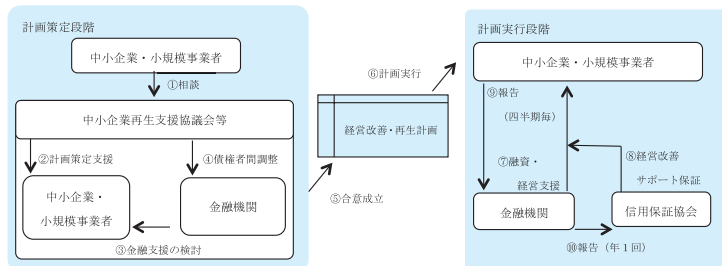 計画策定段階
中小企業・小規模事業者
①相談
中小企業再生支援協議会等
②計画策定支援
④債権者間調整
中小企業・
小規模事業者
金融機関
③金融支援の検討
⑤合意成立
経営改善・再生計画
⑥計画実行
計画実行段階
中小企業・小規模事業者
⑨報告
（四半期毎）
⑦融資・
経営支援
⑧経営改善
サポート保証
金融機関
信用保証協会
⑩報告（年１回）